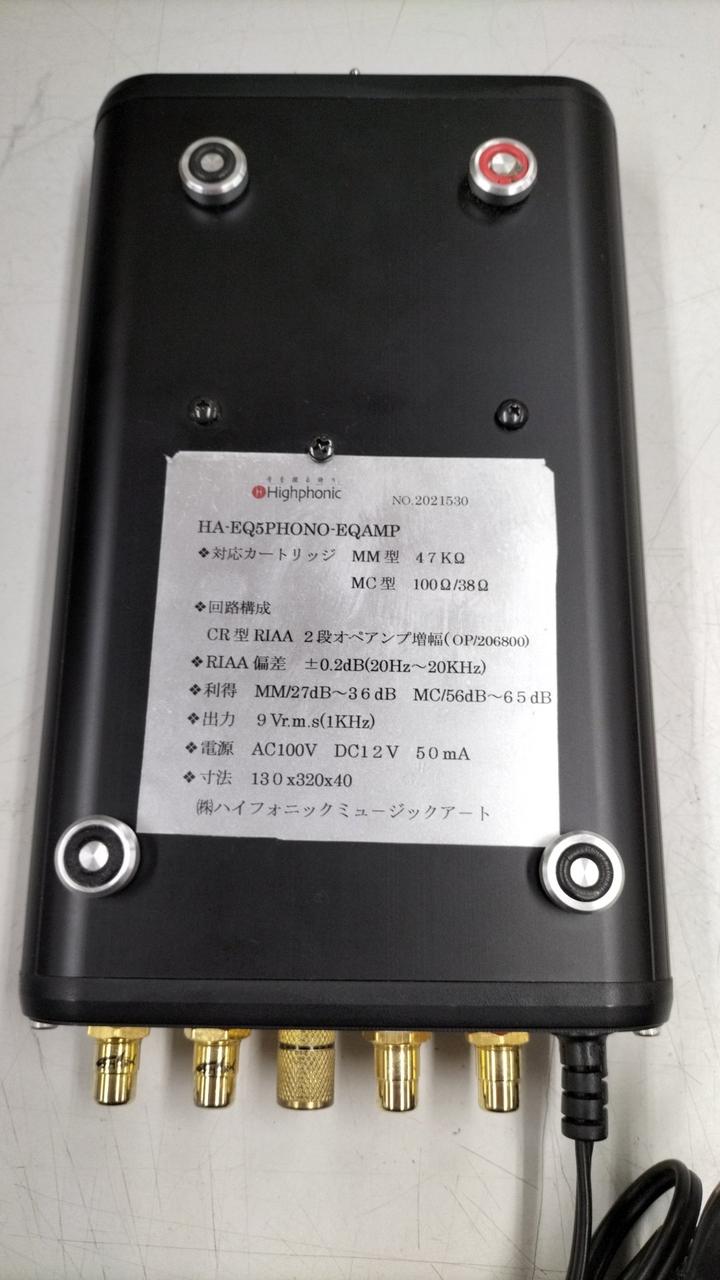 Highphonic
NO.2021530
HA-EQ5PHONO-EQAMP
❖対応カートリッジ MM型 47KΩ
MC型 100Ω/38Ω
❖回路構成
CR型 RIAA 2段オペアンプ増幅(OP/206800)
❖RIAA偏差 ±0.2dB(20Hz～20KHz)
❖利得 MM/27dB～36dB MC/56dB～65dB
❖出力 9Vr.m.s(1KHz)
❖電源 AC100V DC12V 50mA
❖寸法 130x320x40
㈱ハイフォニックミュージックアート